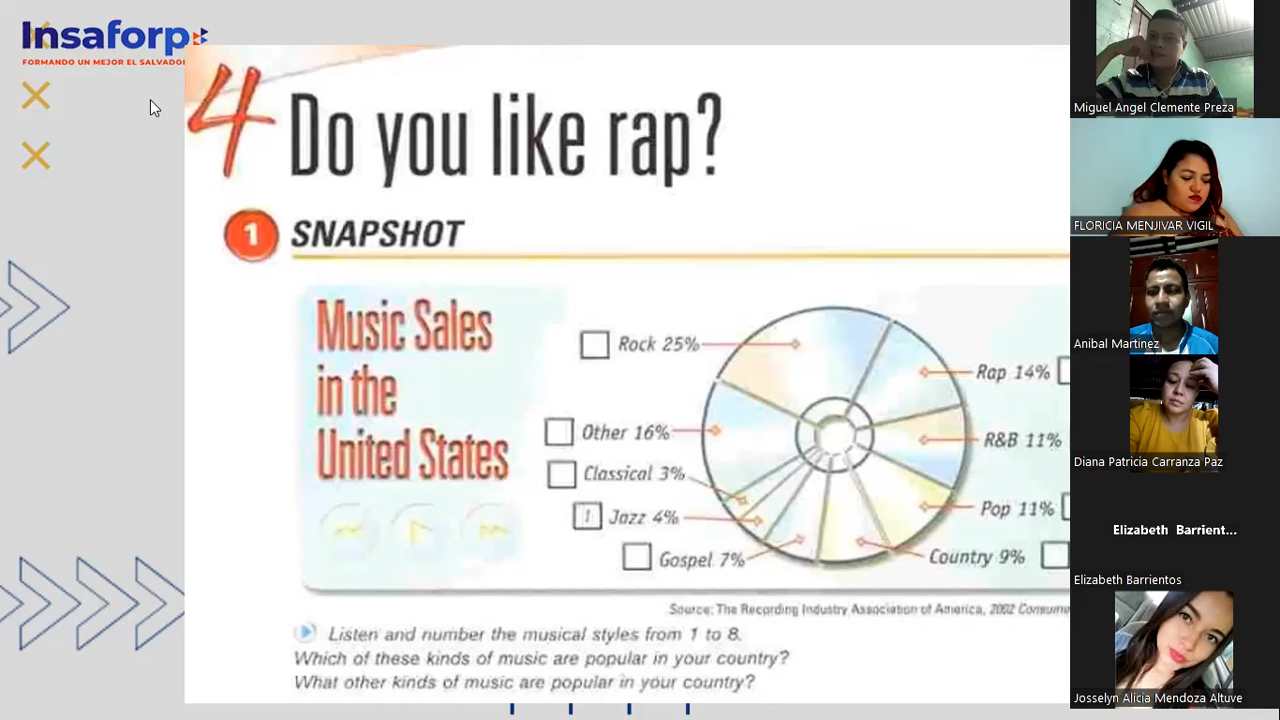 Insaforp
FORMANDO UN MEJOR EL SALVADOR
4 Do you like rap?
1 SNAPSHOT
Music Sales
in the
United States
Rock 25%
Other 16%
Classical 3%
1 Jazz 4%
Gospel 7%
Rap 14%
R&B 11%
Pop 11%
Country 9%
Source: The Recording Industry Association of America, 2002
Listen and number the musical styles from 1 to 8.
Which of these kinds of music are popular in your country?
What other kinds of music are popular in your country?
Miguel Angel Clemente Preza
FLORICIA MENJIVAR VIGIL
Anibal Martinez
Diana Patricia Carranza Paz
Elizabeth Barrient...
Elizabeth Barrientos
Josselyn Alicia Mendoza Altuve